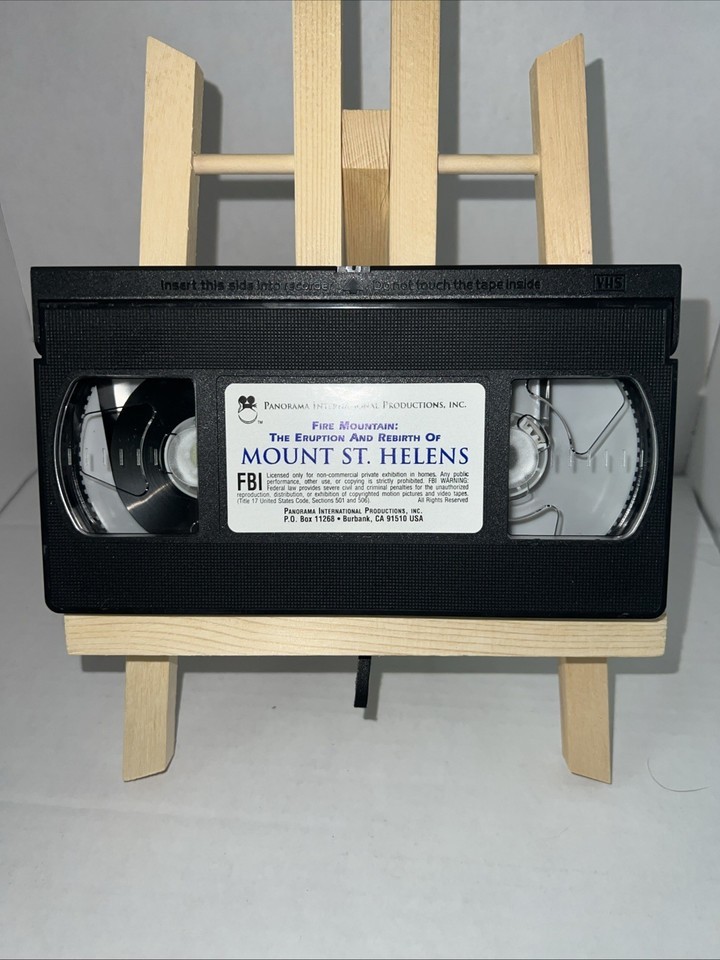 Insert this side into recorder Do not touch the tape inside VHS
PANORAMA INTERNATIONAL PRODUCTIONS, INC.
TM
FIRE MOUNTAIN:
THE ERUPTION AND REBIRTH OF
MOUNT ST. HELENS
FBI Licensed only for non-commercial private exhibition in homes. Any public
performance, other use, or copying is strictly prohibited. FBI WARNING:
Federal law provides severe civil and criminal penalties for the unauthorized
reproduction, distribution, or exhibition of copyrighted motion pictures and video tapes.
(Title 17 United States Code, Sections 501 and 506). All Rights Reserved
PANORAMA INTERNATIONAL PRODUCTIONS, INC.
P.O. Box 11268 • Burbank, CA 91510 USA